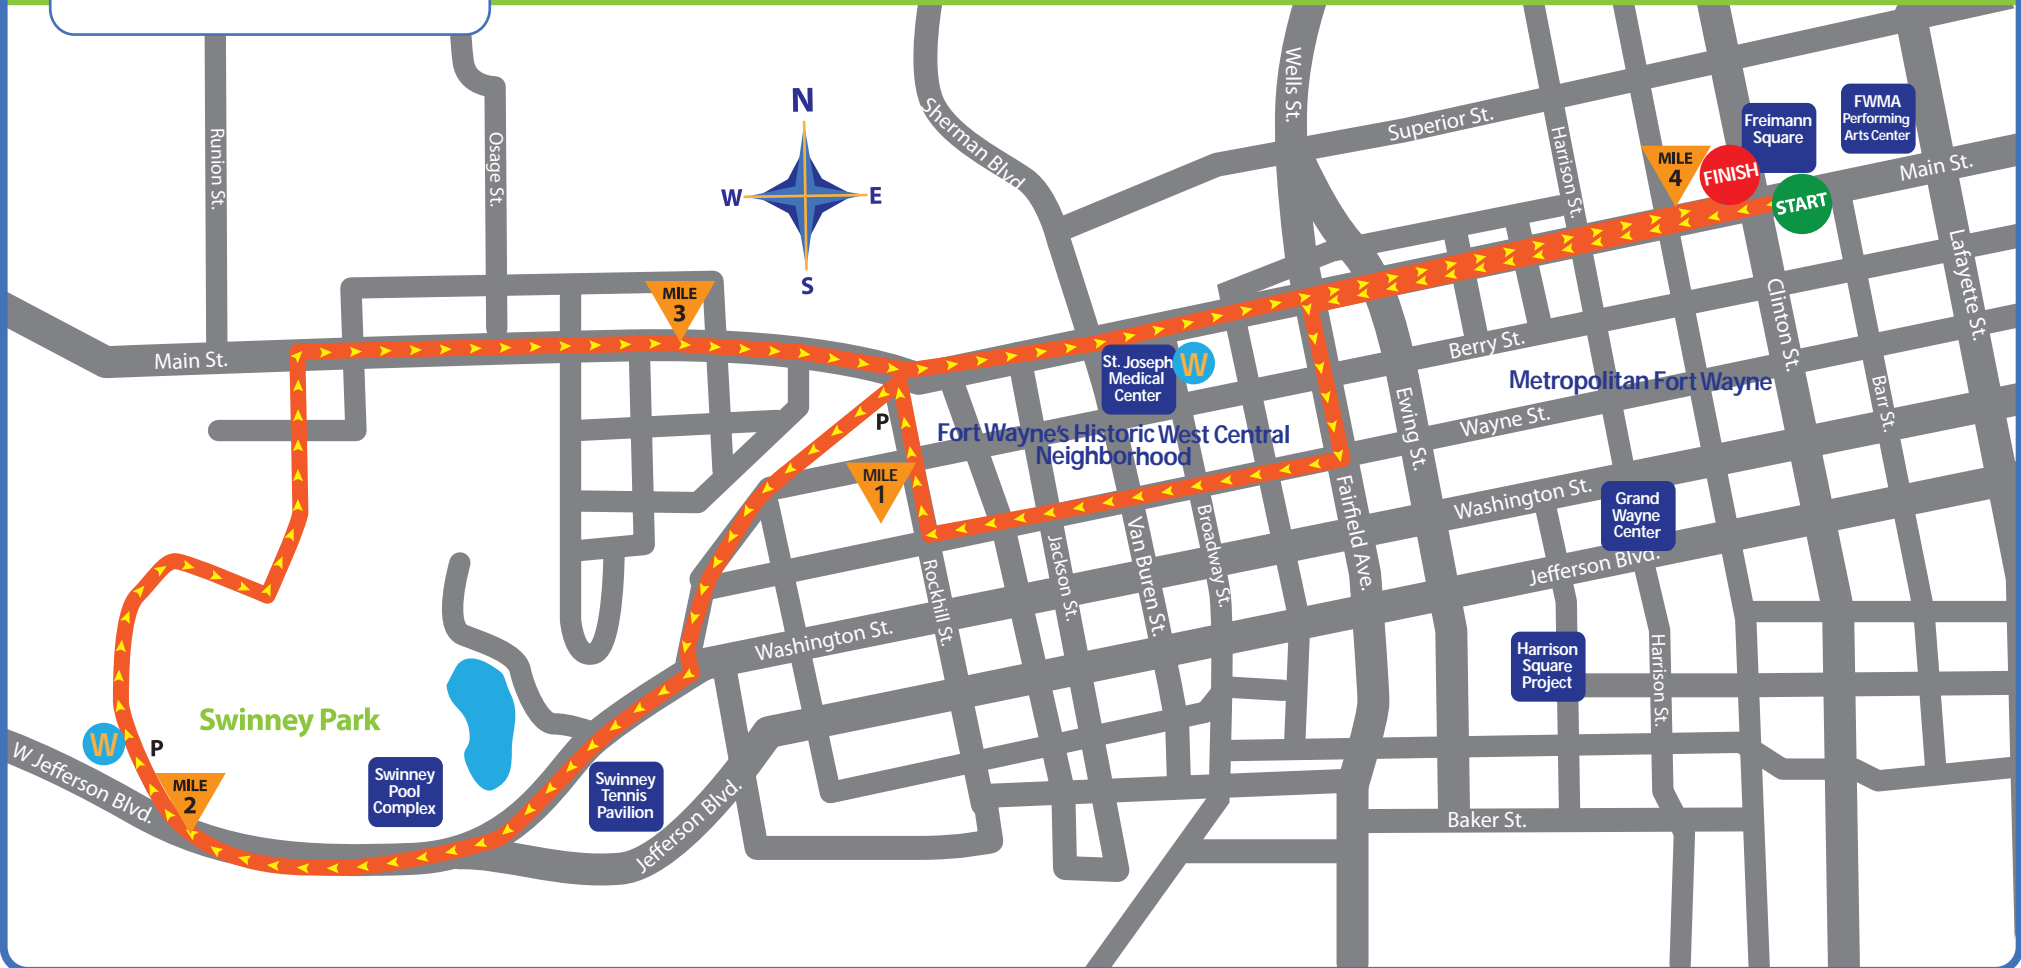 N
W
E
S
Runion St.
Osage St.
Sherman Blvd.
Wells St.
Superior St.
Harrison St.
MILE
4
FINISH
START
Freimann
Square
FWMA
Performing
Arts Center
Main St.
Lafayette St.
Clinton St.
Barr St.
Berry St.
Metropolitan Fort Wayne
Wayne St.
Ewing St.
MILE
3
Main St.
St. Joseph
Medical
Center
W
P
Fort Wayne's Historic West Central
Neighborhood
MILE
1
Washington St.
Grand
Wayne
Center
Jefferson Blvd.
Fairfield Ave.
Broadway St.
Van Buren St.
Jackson St.
Rockhill St.
Washington St.
Harrison
Square
Project
Harrison St.
Baker St.
Swinney Park
W
P
W Jefferson Blvd.
MILE
2
Swinney
Pool
Complex
Swinney
Tennis
Pavilion
Jefferson Blvd.